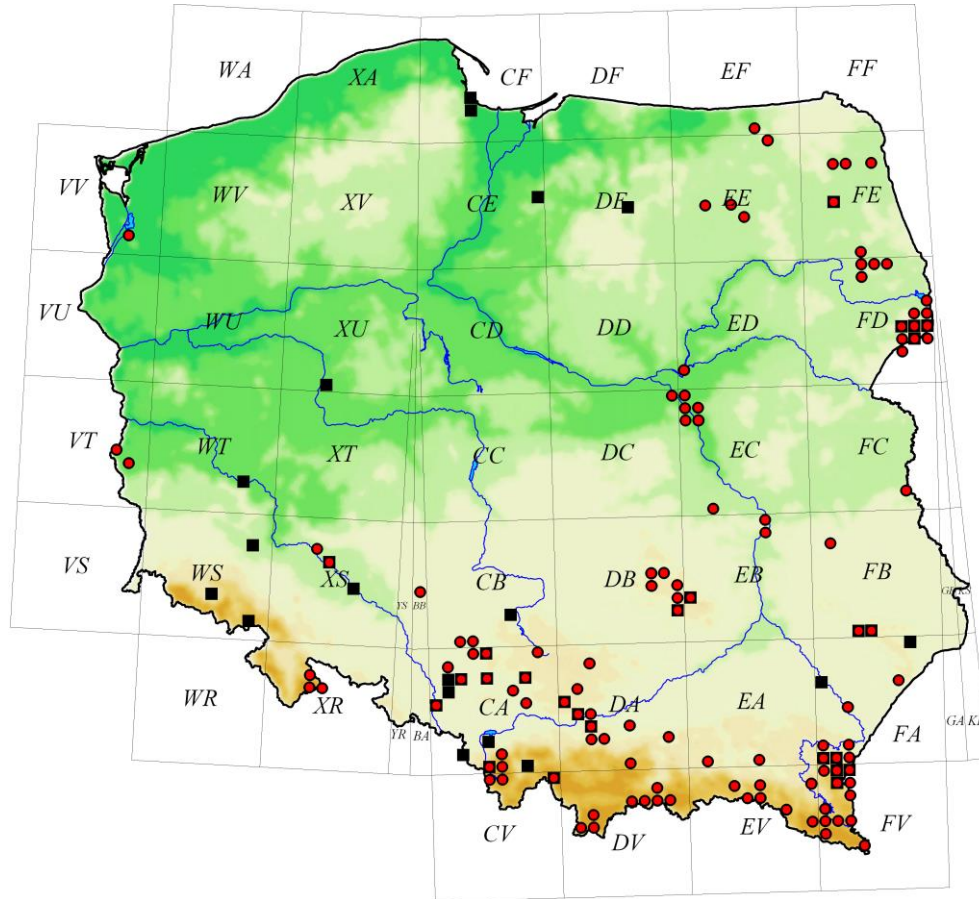 WA XA CF DF EF FF
VV WV XV CE DE EE FE
VU WU XU CD DD ED FD
VT WT XT CC DC EC FC
VS WS XS YS BB CB DB EB FB
WR XR YR BA CA DA EA FA GA
CV DV EV FV